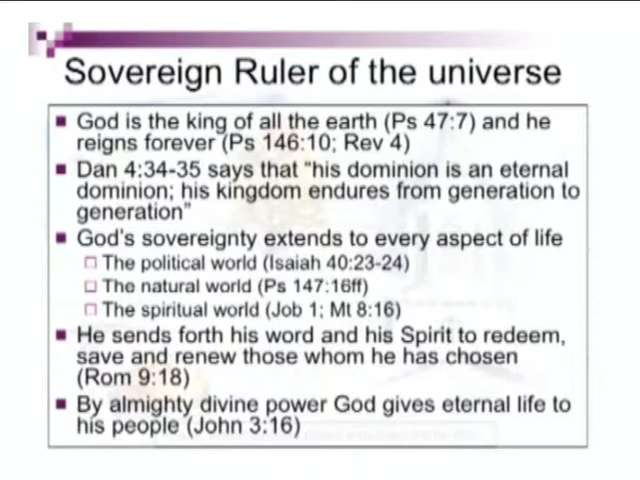 Sovereign Ruler of the universe
God is the king of all the earth (Ps 47:7) and he
reigns forever (Ps 146:10; Rev 4)
Dan 4:34-35 says that "his dominion is an eternal
dominion; his kingdom endures from generation to
generation"
God's sovereignty extends to every aspect of life
The political world (Isaiah 40:23-24)
The natural world (Ps 147:16ff)
The spiritual world (Job 1; Mt 8:16)
He sends forth his word and his Spirit to redeem,
save and renew those whom he has chosen
(Rom 9:18)
By almighty divine power God gives eternal life to
his people (John 3:16)